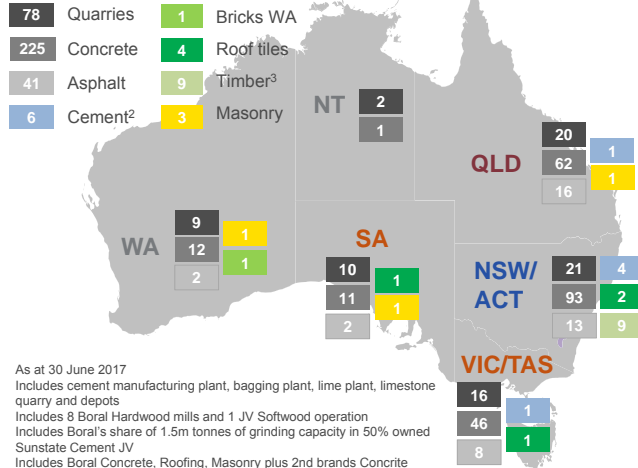 78 Quarries 1 Bricks WA
225 Concrete 4 Roof tiles
41 Asphalt 9 Timber³
6 Cement² 3 Masonry
NT
2
1
QLD
20
62
16
1
1
WA
9
12
2
1
1
SA
10
11
2
1
1
NSW/
ACT
21
93
13
4
2
9
VIC/TAS
16
46
8
1
1
As at 30 June 2017
Includes cement manufacturing plant, bagging plant, lime plant, limestone
quarry and depots
Includes 8 Boral Hardwood mills and 1 JV Softwood operation
Includes Boral's share of 1.5m tonnes of grinding capacity in 50% owned
Sunstate Cement JV
Includes Boral Concrete, Roofing, Masonry plus 2nd brands Concrite